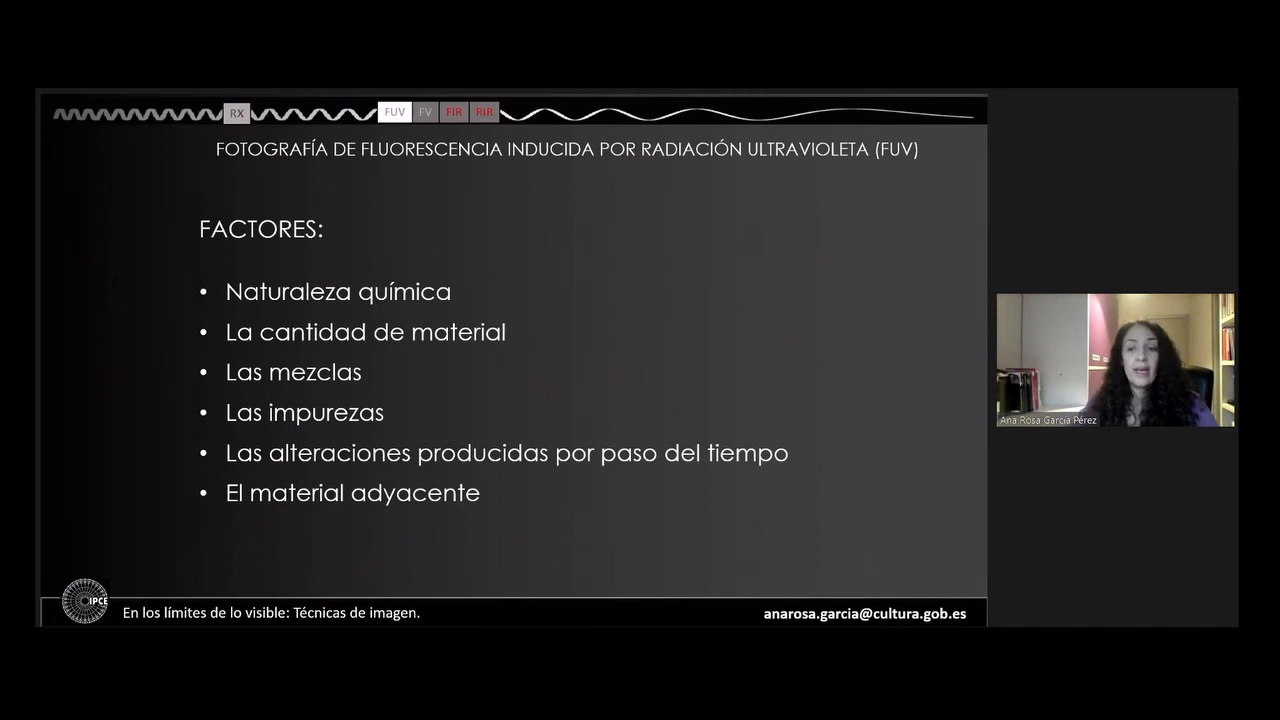 RX
FUV FV FIR RIR
FOTOGRAFÍA DE FLUORESCENCIA INDUCIDA POR RADIACIÓN ULTRAVIOLETA (FUV)
FACTORES:
• Naturaleza química
• La cantidad de material
• Las mezclas
• Las impurezas
• Las alteraciones producidas por paso del tiempo
• El material adyacente
Ana Rosa García Pérez
IPCE
En los límites de lo visible: Técnicas de imagen.
anarosa.garcia@cultura.gob.es